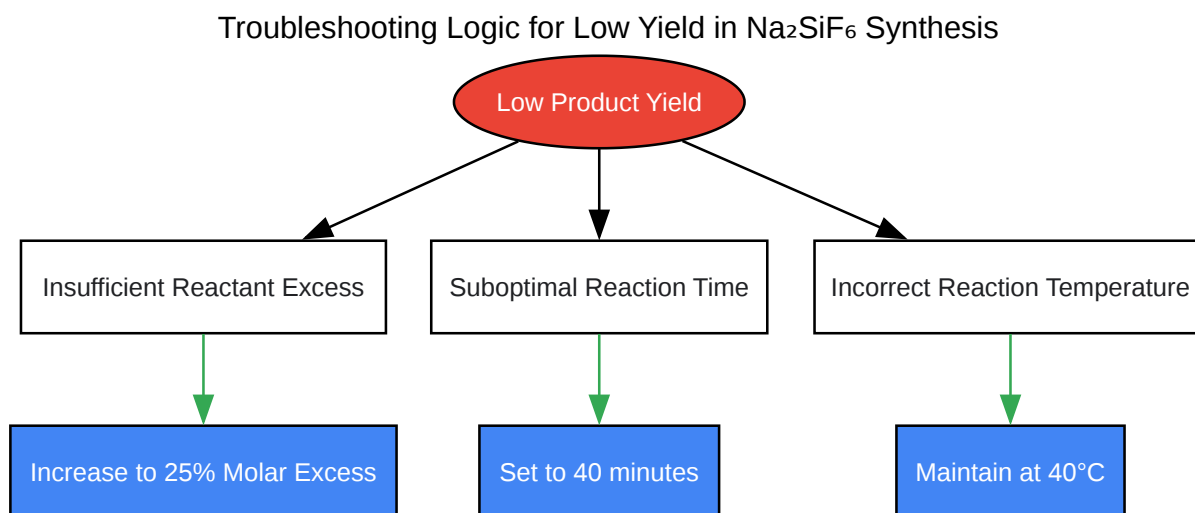 Troubleshooting Logic for Low Yield in Na₂SiF₆ Synthesis
Low Product Yield
Insufficient Reactant Excess
Suboptimal Reaction Time
Incorrect Reaction Temperature
Increase to 25% Molar Excess
Set to 40 minutes
Maintain at 40°C